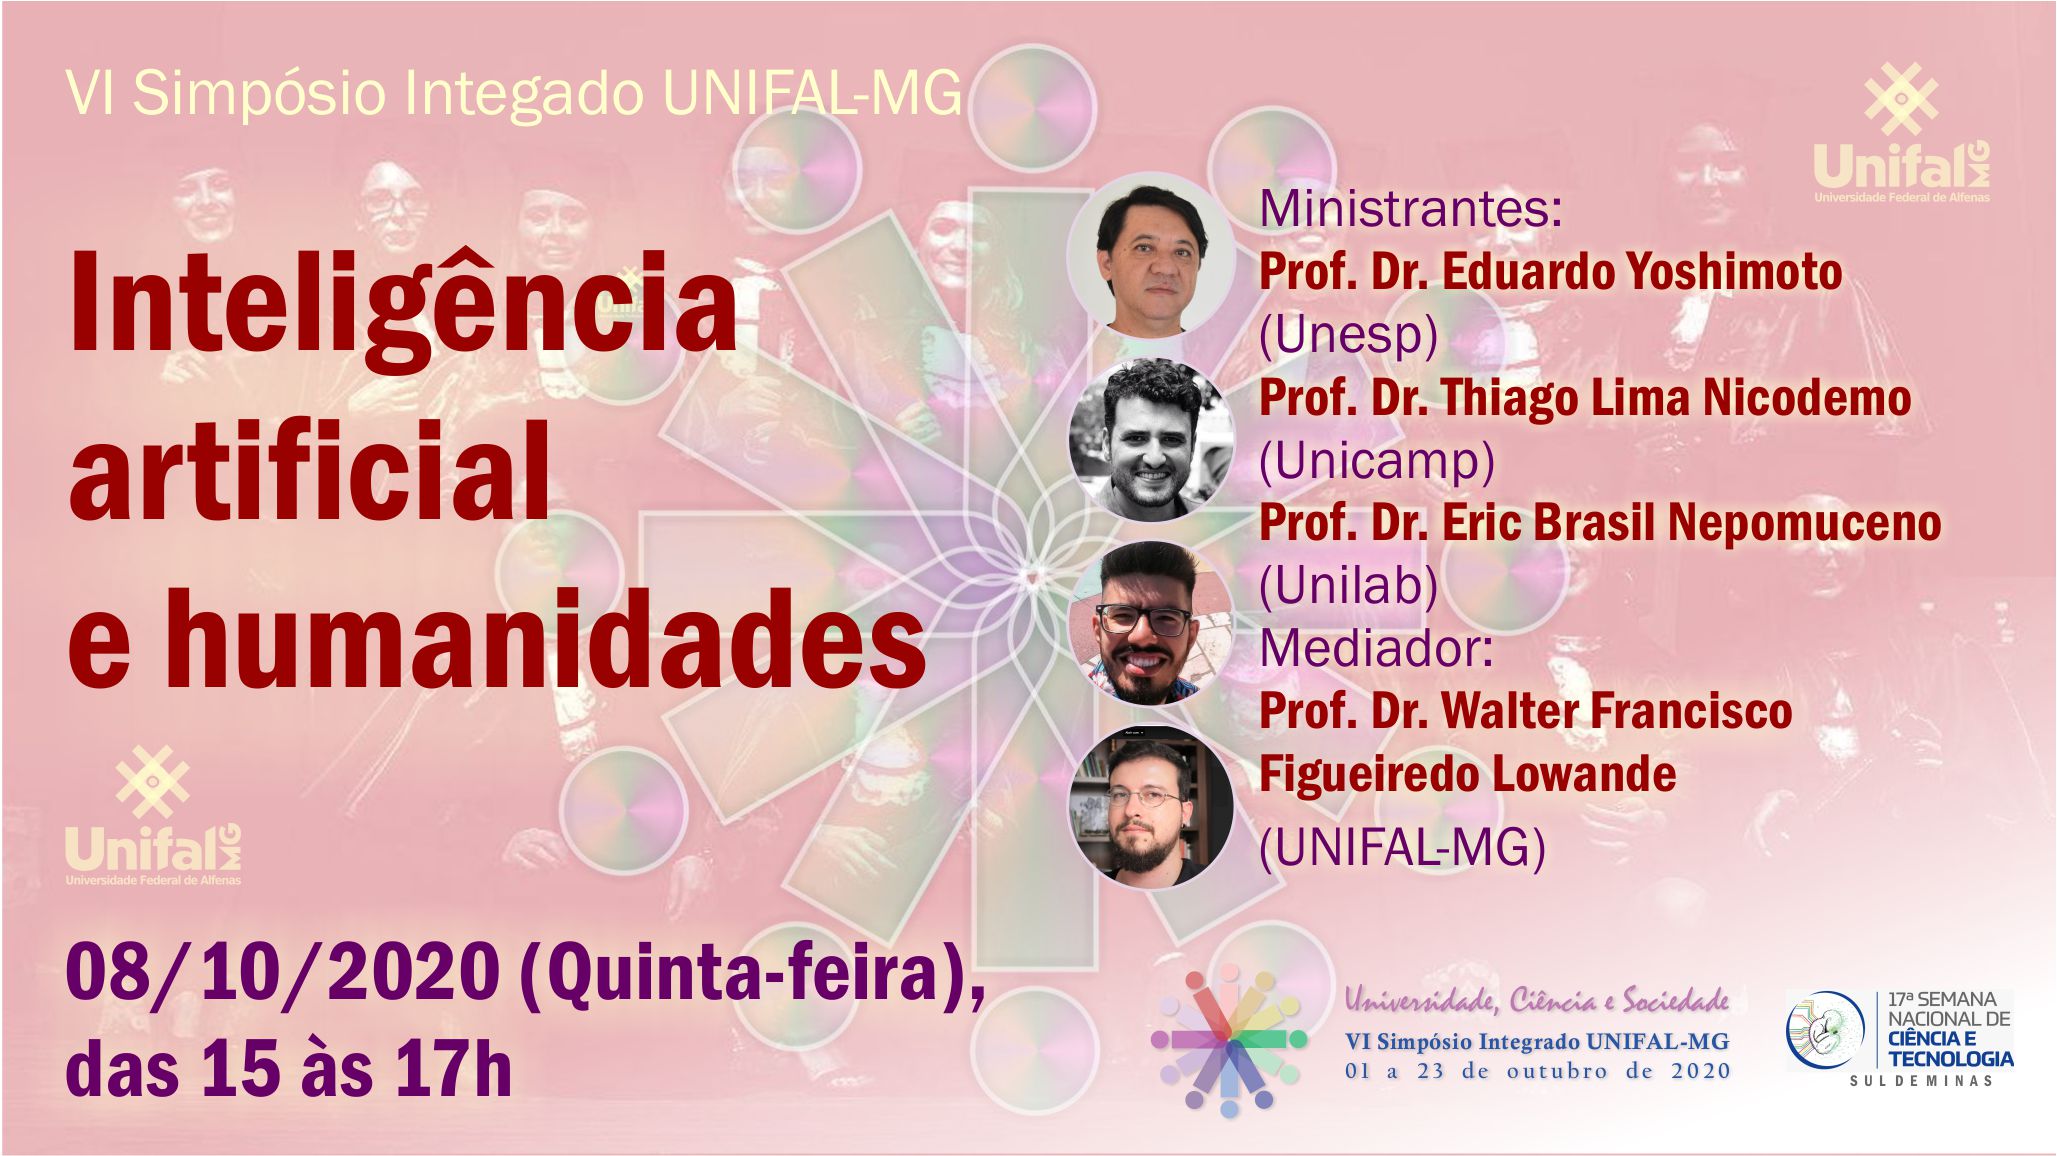 VI Simpósio Integado UNIFAL-MG
Unifal MG
Universidade Federal de Alfenas
Inteligência
artificial
e humanidades
Ministrantes:
Prof. Dr. Eduardo Yoshimoto
(Unesp)
Prof. Dr. Thiago Lima Nicodemo
(Unicamp)
Prof. Dr. Eric Brasil Nepomuceno
(Unilab)
Mediador:
Prof. Dr. Walter Francisco
Figueiredo Lowande
(UNIFAL-MG)
Unifal MG
Universidade Federal de Alfenas
08/10/2020 (Quinta-feira),
das 15 às 17h
Universidade, Ciência e Sociedade
VI Simpósio Integrado UNIFAL-MG
01 a 23 de outubro de 2020
17ª SEMANA
NACIONAL DE
CIÊNCIA E
TECNOLOGIA
SUL DE MINAS